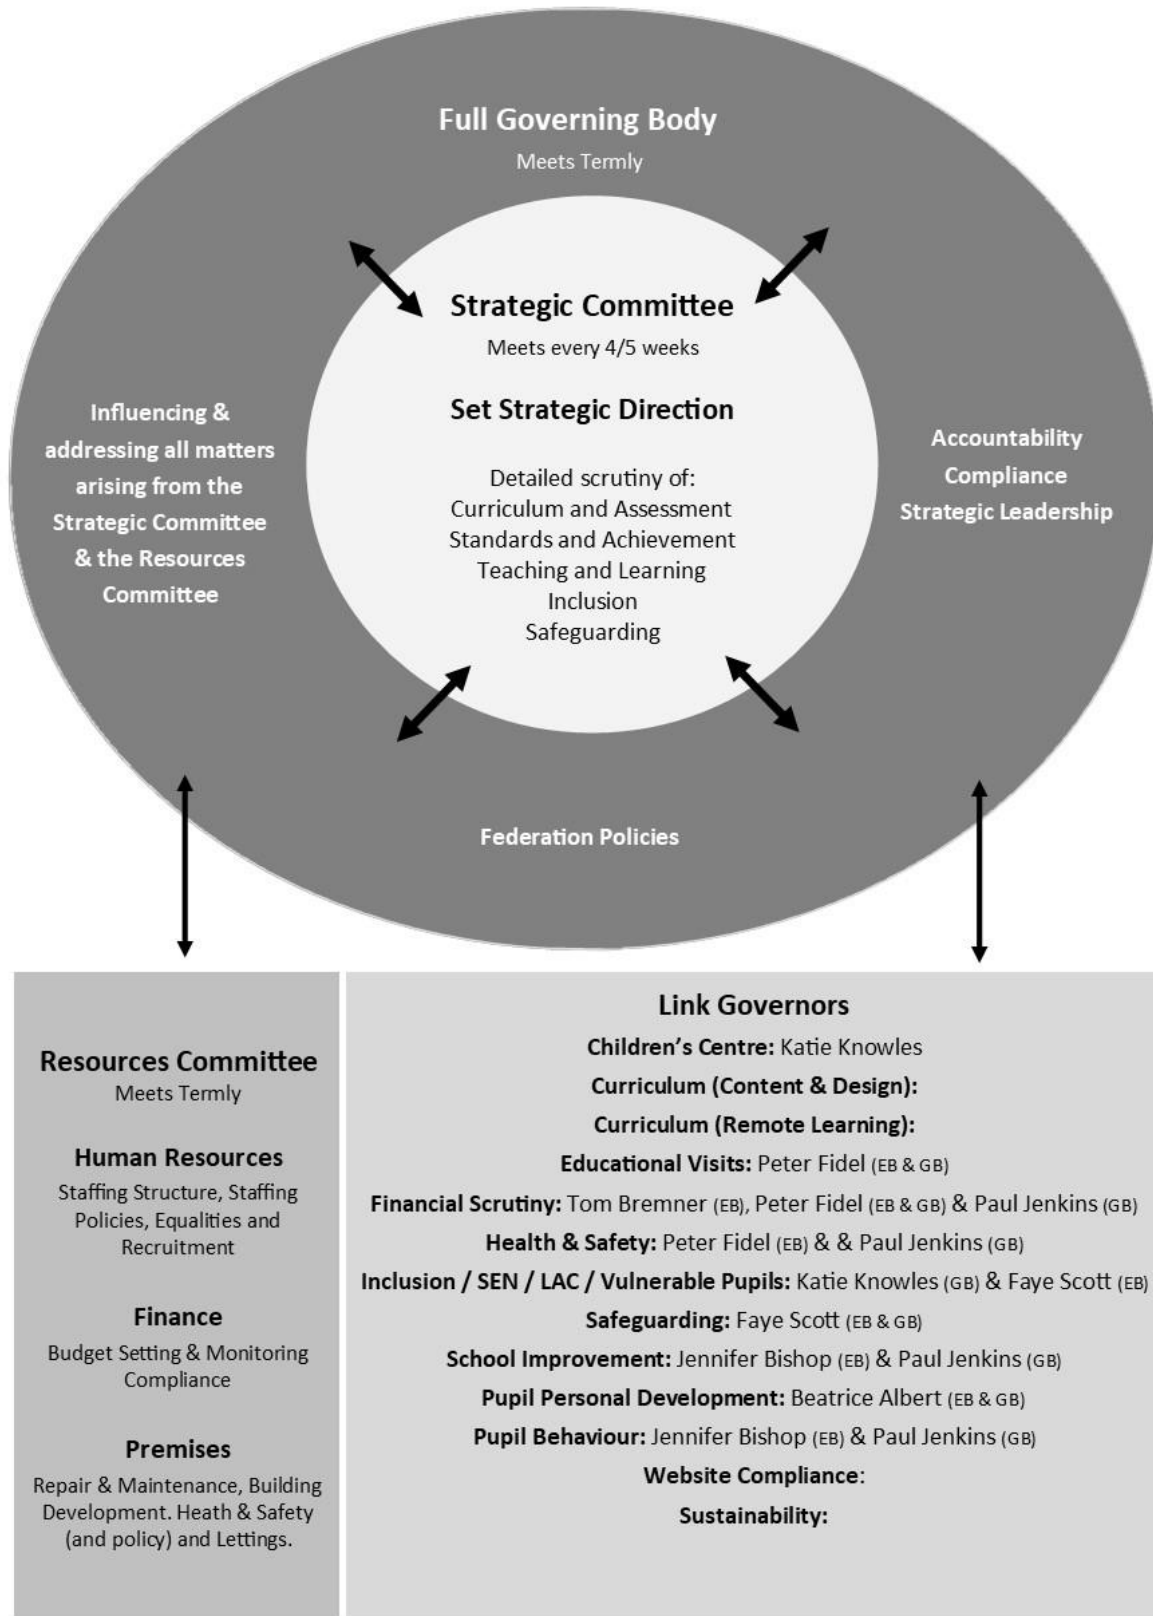 Full Governing Body
Meets Termly
Strategic Committee
Meets every 4/5 weeks
Set Strategic Direction
Detailed scrutiny of:
Curriculum and Assessment
Standards and Achievement
Teaching and Learning
Inclusion
Safeguarding
Influencing &
addressing all matters
arising from the
Strategic Committee
& the Resources
Committee
Accountability
Compliance
Strategic Leadership
Federation Policies
Resources Committee
Meets Termly
Human Resources
Staffing Structure, Staffing
Policies, Equalities and
Recruitment
Finance
Budget Setting & Monitoring
Compliance
Premises
Repair & Maintenance, Building
Development. Heath & Safety
(and policy) and Lettings.
Link Governors
Children’s Centre: Katie Knowles
Curriculum (Content & Design):
Curriculum (Remote Learning):
Educational Visits: Peter Fidel (EB & GB)
Financial Scrutiny: Tom Bremner (EB), Peter Fidel (EB & GB) & Paul Jenkins (GB)
Health & Safety: Peter Fidel (EB) & & Paul Jenkins (GB)
Inclusion / SEN / LAC / Vulnerable Pupils: Katie Knowles (GB) & Faye Scott (EB)
Safeguarding: Faye Scott (EB & GB)
School Improvement: Jennifer Bishop (EB) & Paul Jenkins (GB)
Pupil Personal Development: Beatrice Albert (EB & GB)
Pupil Behaviour: Jennifer Bishop (EB) & Paul Jenkins (GB)
Website Compliance:
Sustainability: